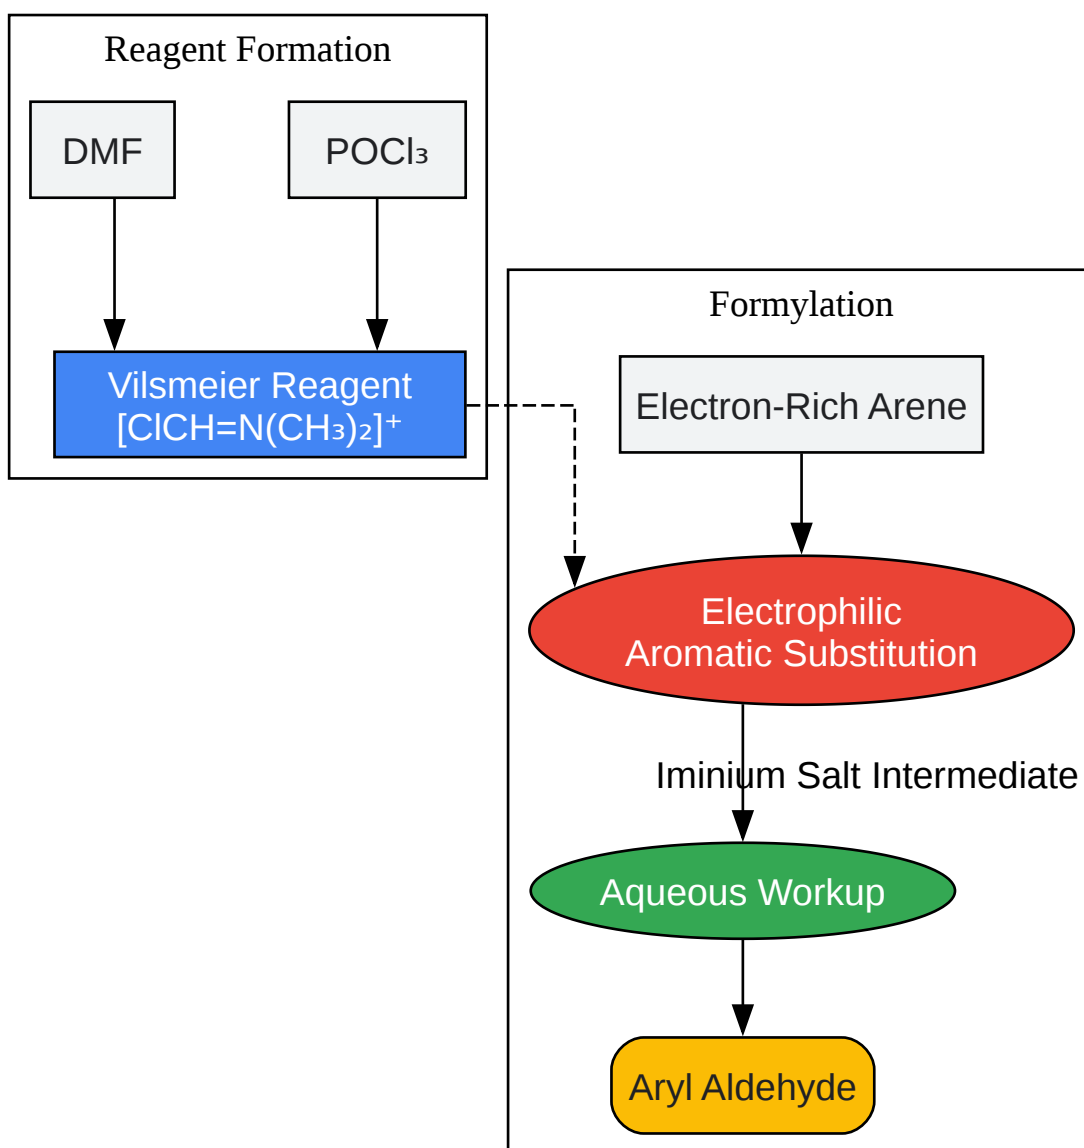 Reagent Formation
DMF
POCl₃
Vilsmeier Reagent
[ClCH=N(CH₃)₂]⁺
Formylation
Electron-Rich Arene
Electrophilic
Aromatic Substitution
Iminium Salt Intermediate
Aqueous Workup
Aryl Aldehyde